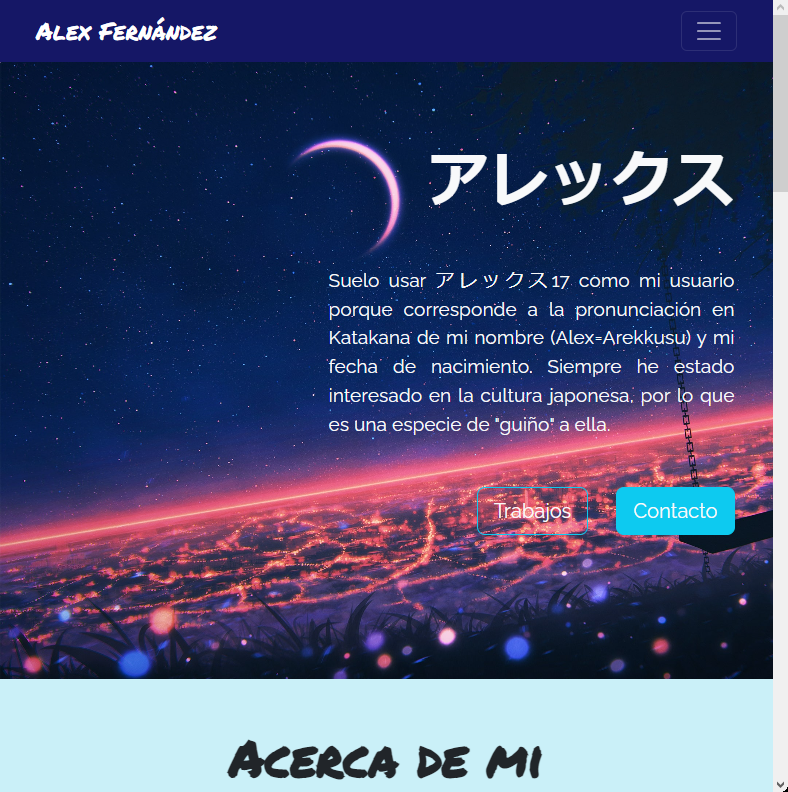 Alex Fernández
アレックス
Suelo usar アレックス17 como mi usuario
porque corresponde a la pronunciación en
Katakana de mi nombre (Alex=Arekkusu) y mi
fecha de nacimiento. Siempre he estado
interesado en la cultura japonesa, por lo que
es una especie de "guiño" a ella.
Trabajos
Contacto
Acerca de mi